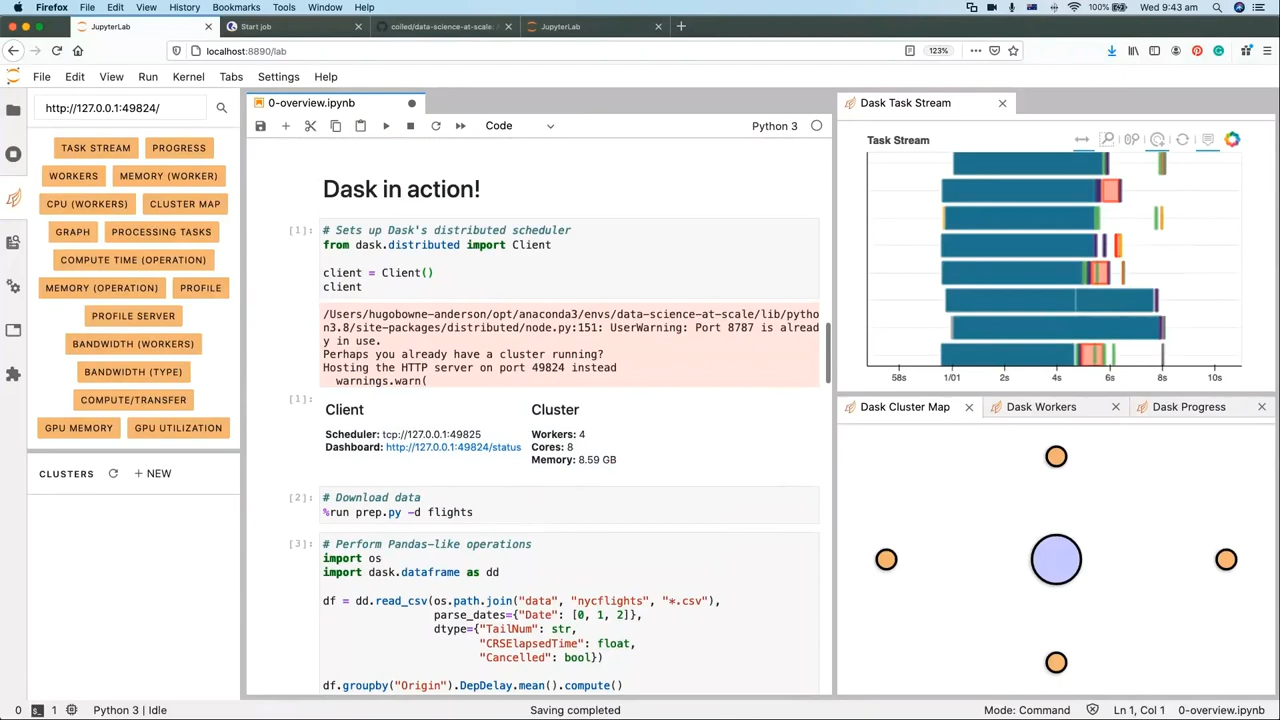 Firefox File Edit View History Bookmarks Tools Window Help
100% Wed 9:43 am
JupyterLab
Start job
colled/data-science-at-scale: A
JupyterLab
localhost:8890/lab
123%
File Edit View Run Kernel Tabs Settings Help
http://127.0.0.1:49824/
TASK STREAM
PROGRESS
WORKERS
MEMORY (WORKER)
CPU (WORKERS)
CLUSTER MAP
GRAPH
PROCESSING TASKS
COMPUTE TIME (OPERATION)
MEMORY (OPERATION)
PROFILE
PROFILE SERVER
BANDWIDTH (WORKERS)
BANDWIDTH (TYPE)
COMPUTE/TRANSFER
GPU MEMORY
GPU UTILIZATION
CLUSTERS
+ NEW
0-overview.ipynb
Code
Python 3
Dask in action!
[1]:
# Sets up Dask's distributed scheduler
from dask.distributed import Client
client = Client()
client
/Users/hugobowne-anderson/opt/anaconda3/envs/data-science-at-scale/lib/pytho
n3.8/site-packages/distributed/node.py:151: UserWarning: Port 8787 is alread
y in use.
Perhaps you already have a cluster running?
Hosting the HTTP server on port 49824 instead
warnings.warn(
[1]:
Client
Scheduler: tcp://127.0.0.1:49825
Dashboard: http://127.0.0.1:49824/status
Cluster
Workers: 4
Cores: 8
Memory: 8.59 GB
[2]:
# Download data
%run prep.py -d flights
[3]:
# Perform Pandas-like operations
import os
import dask.dataframe as dd
df = dd.read_csv(os.path.join("data", "nycflights", "*.csv"),
parse_dates={"Date": [0, 1, 2]},
dtype={"TailNum": str,
"CRSElapsedTime": float,
"Cancelled": bool})
df.groupby("Origin").DepDelay.mean().compute()
Dask Task Stream
Task Stream
58s 1/01 2s 4s 6s 8s 10s
Dask Cluster Map
Dask Workers
Dask Progress
0 1 Python 3 | Idle
Saving completed
Mode: Command
Ln 1, Col 1
0-overview.ipynb